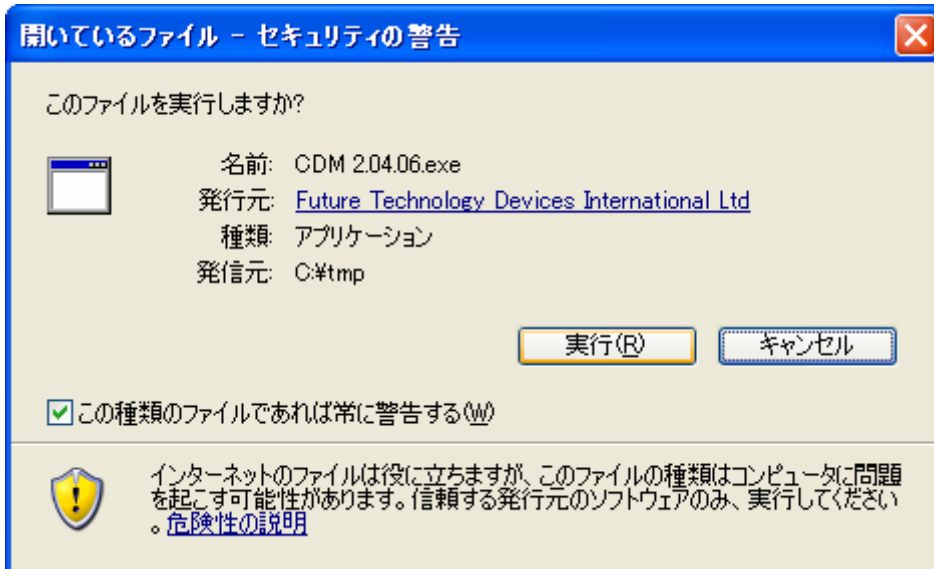 開いているファイル - セキュリティの警告
このファイルを実行しますか?
名前: CDM 2.04.06.exe
発行元: Future Technology Devices International Ltd
種類: アプリケーション
発信元: C:¥tmp
実行(R) キャンセル
この種類のファイルであれば常に警告する(W)
インターネットのファイルは役に立ちますが、このファイルの種類はコンピュータに問題
を起こす可能性があります。信頼する発行元のソフトウェアのみ、実行してください
。危険性の説明